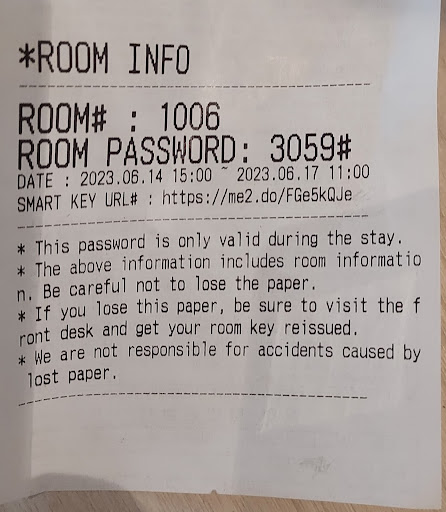 *ROOM INFO
ROOM# : 1006
ROOM PASSWORD: 3059#
DATE : 2023.06.14 15:00 ~ 2023.06.17 11:00
SMART KEY URL# : https://me2.do/FGe5kQJe
* This password is only valid during the stay.
* The above information includes room informatio
n. Be careful not to lose the paper.
* If you lose this paper, be sure to visit the f
ront desk and get your room key reissued.
* We are not responsible for accidents caused by
lost paper.